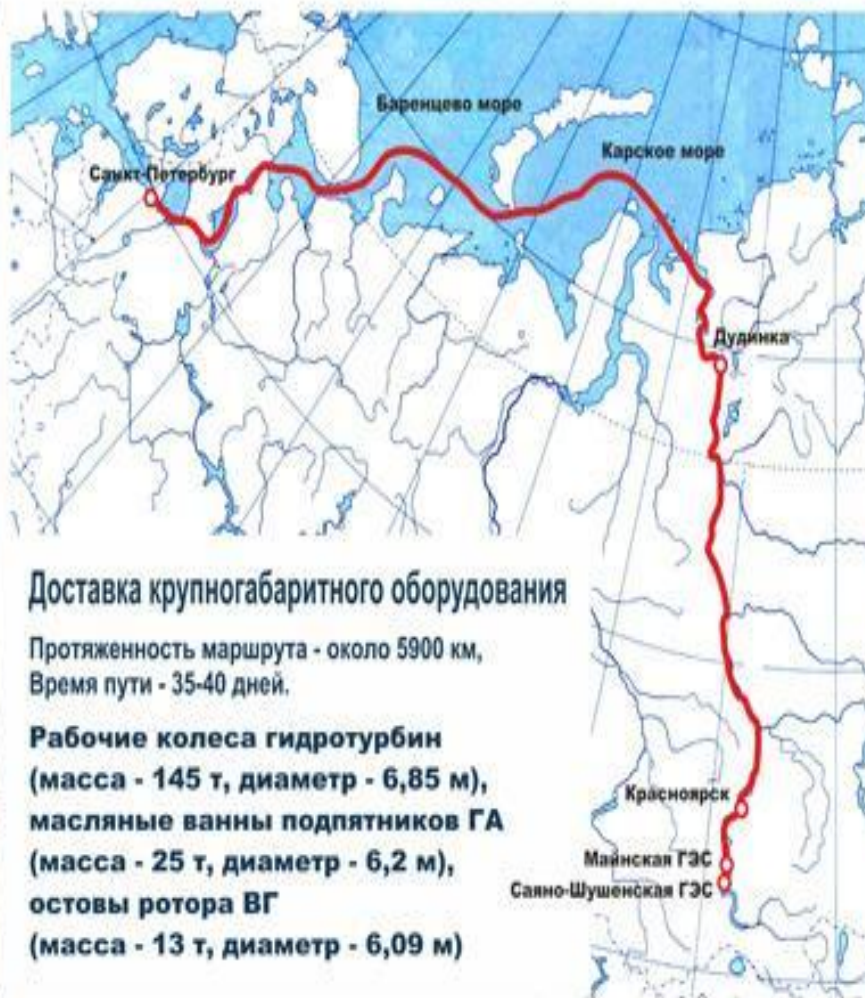 Баренцево море
Карское море
Санкт-Петербург
Дудинка
Доставка крупногабаритного оборудования
Протяженность маршрута - около 5900 км,
Время пути - 35-40 дней.
Рабочие колеса гидротурбин
(масса - 145 т, диаметр - 6,85 м),
масляные ванны подпятников ГА
(масса - 25 т, диаметр - 6,2 м),
остовы ротора ВГ
(масса - 13 т, диаметр - 6,09 м)
Красноярск
Майнская ГЭС
Саяно-Шушенская ГЭС